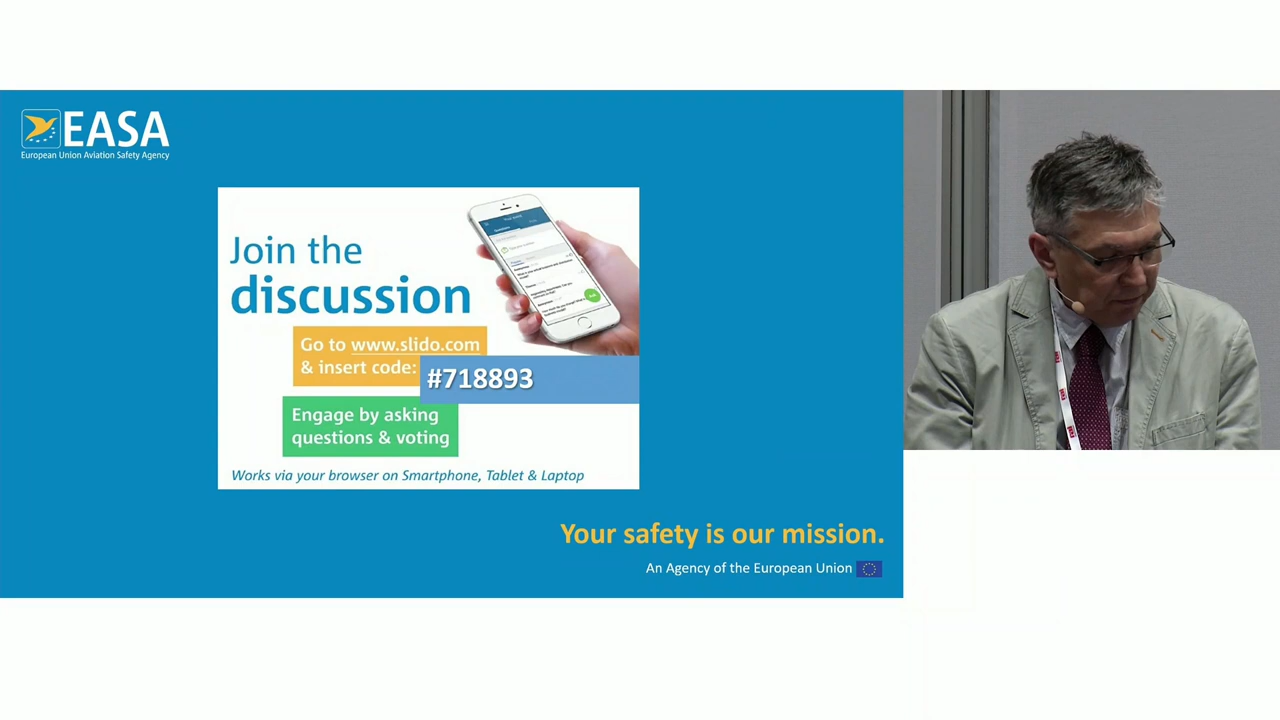 EASA
European Union Aviation Safety Agency
Join the
discussion
Go to www.slido.com
& insert code:
#718893
Engage by asking
questions & voting
Works via your browser on Smartphone, Tablet & Laptop
Your safety is our mission.
An Agency of the European Union